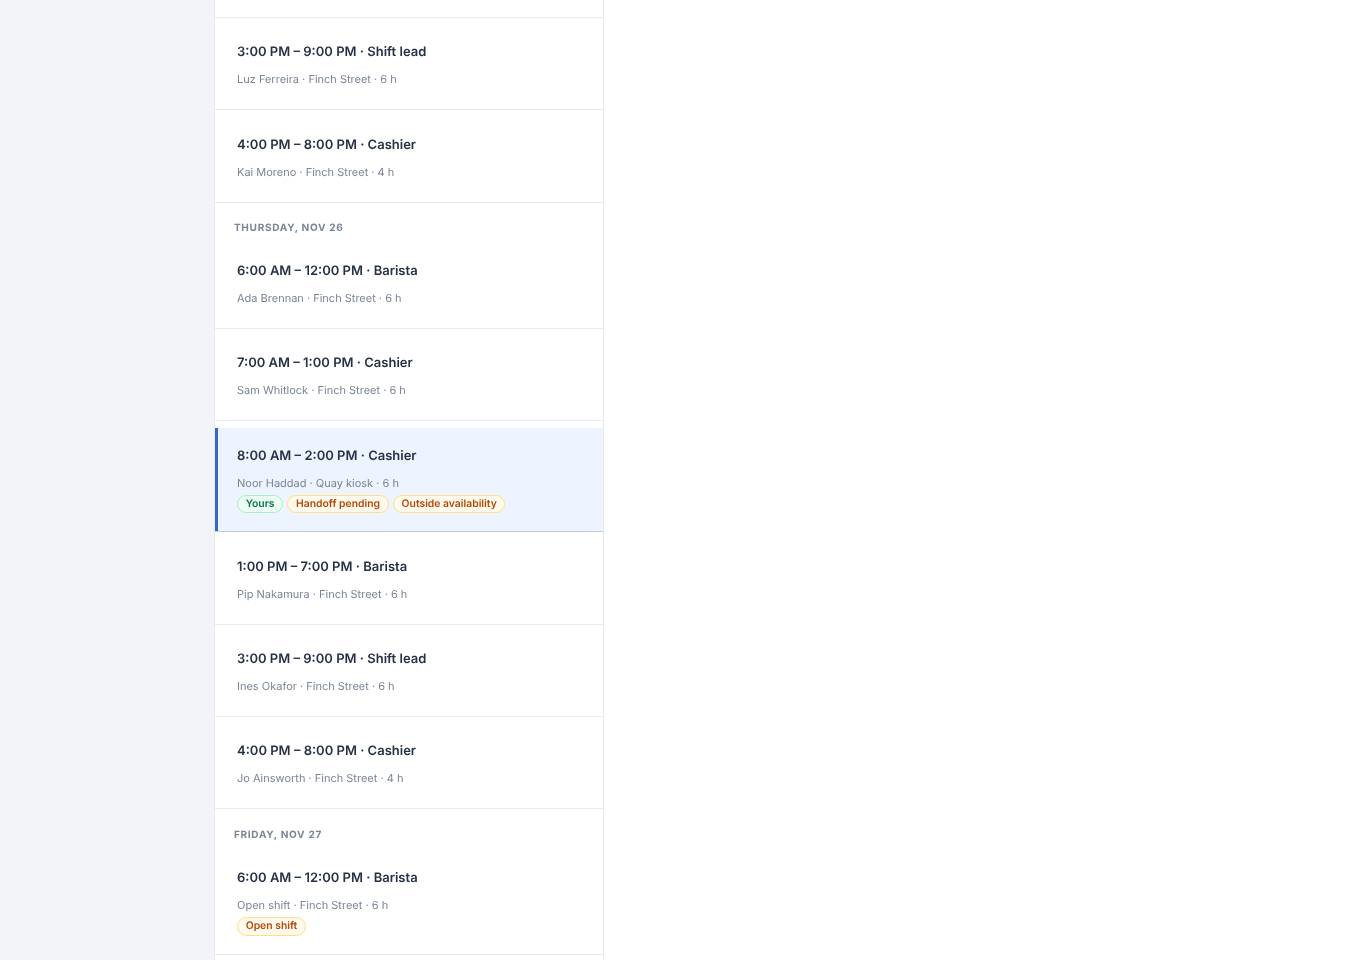 3:00 PM – 9:00 PM · Shift lead
Luz Ferreira · Finch Street · 6 h
4:00 PM – 8:00 PM · Cashier
Kai Moreno · Finch Street · 4 h
THURSDAY, NOV 26
6:00 AM – 12:00 PM · Barista
Ada Brennan · Finch Street · 6 h
7:00 AM – 1:00 PM · Cashier
Sam Whitlock · Finch Street · 6 h
8:00 AM – 2:00 PM · Cashier
Noor Haddad · Quay kiosk · 6 h
Yours Handoff pending Outside availability
1:00 PM – 7:00 PM · Barista
Pip Nakamura · Finch Street · 6 h
3:00 PM – 9:00 PM · Shift lead
Ines Okafor · Finch Street · 6 h
4:00 PM – 8:00 PM · Cashier
Jo Ainsworth · Finch Street · 4 h
FRIDAY, NOV 27
6:00 AM – 12:00 PM · Barista
Open shift · Finch Street · 6 h
Open shift